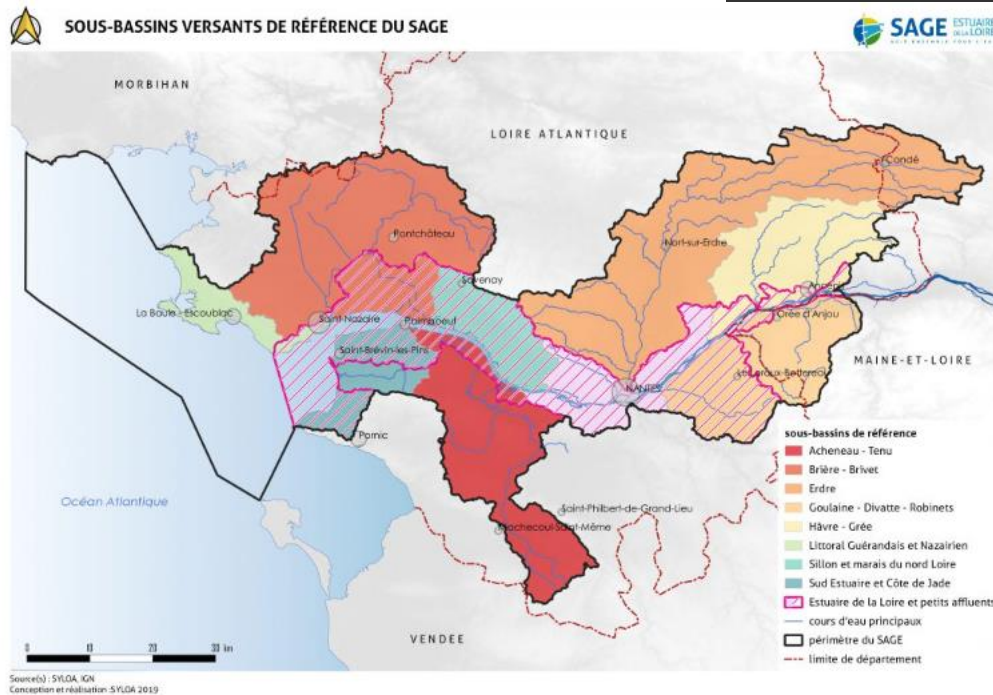 SOUS-BASSINS VERSANTS DE RÉFÉRENCE DU SAGE
SAGE ESTUAIRE
DE LA LOIRE
MORBIHAN
LOIRE ATLANTIQUE
Condé
Pontchâteau
Nort-sur-Erdre
Savenay
La Baule - Escoublac
Saint-Nazaire
Paimboeuf
Orée d'Anjou
Saint-Brévin-les-Pins
MAINE-ET-LOIRE
NANTES
Pornic
Océan Atlantique
Saint-Philbert-de-Grand-Lieu
Machecoul-Saint-Même
VENDEE
sous-bassins de référence
Acheneau - Tenu
Brière - Brivet
Erdre
Goulaine - Divatte - Robinets
Hâvre - Grée
Littoral Guérandais et Nazairien
Sillon et marais du nord Loire
Sud Estuaire et Côte de Jade
Estuaire de la Loire et petits affluents
cours d'eau principaux
périmètre du SAGE
limite de département
0 10 20 30 km
Source(s) : SYLOA, IGN
Conception et réalisation :SYLOA 2019